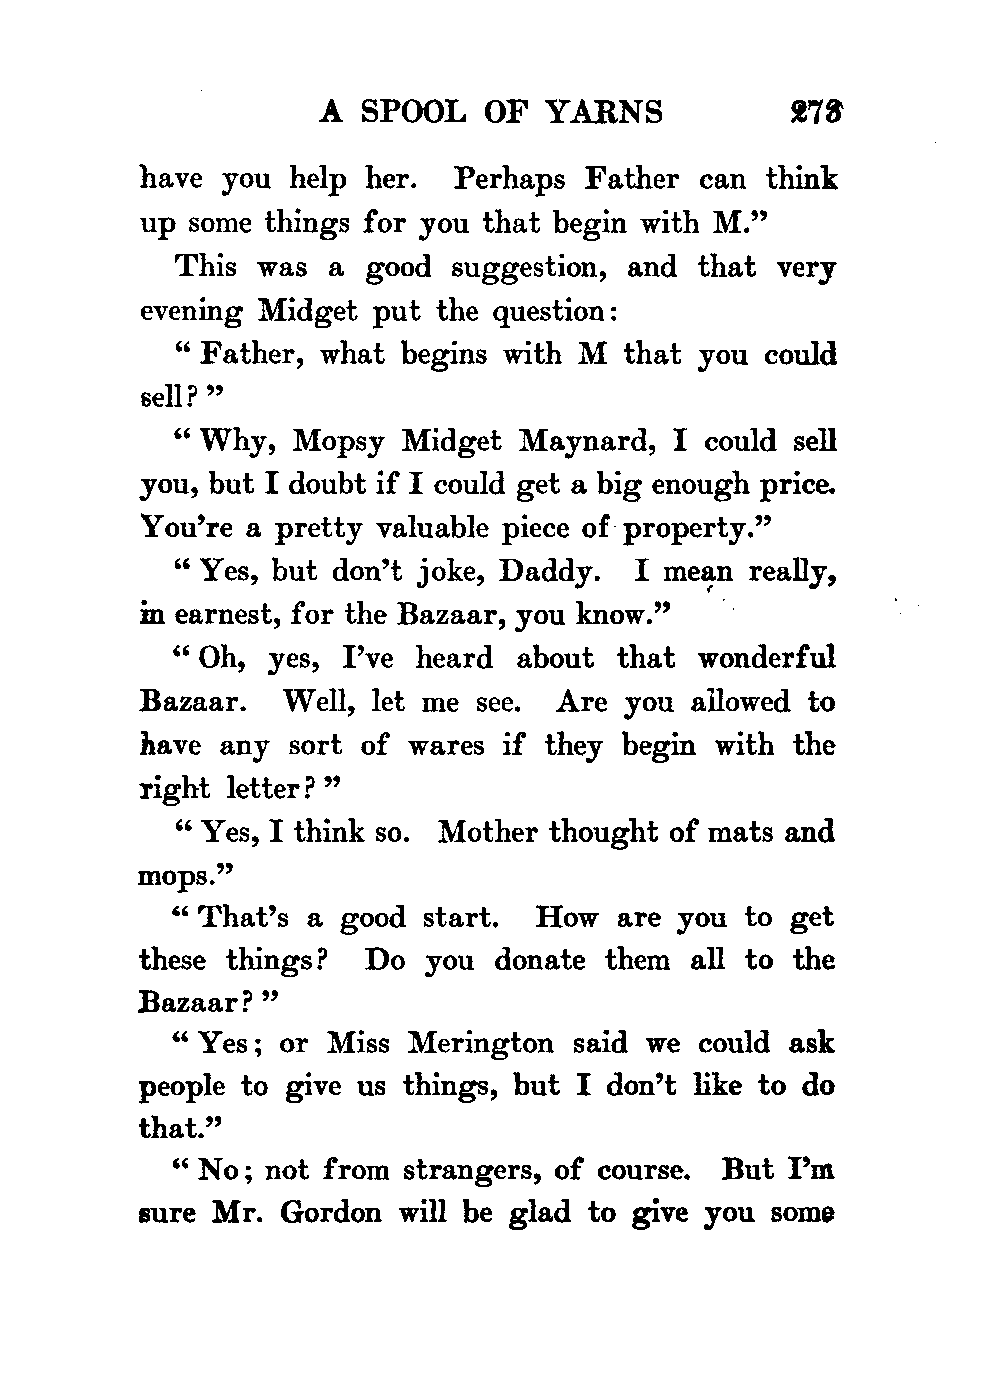 A SPOOL OF YARNS 273
have you help her. Perhaps Father can think
up some things for you that begin with M.”
This was a good suggestion, and that very
evening Midget put the question:
“ Father, what begins with M that you could
sell? ”
“ Why, Mopsy Midget Maynard, I could sell
you, but I doubt if I could get a big enough price.
You’re a pretty valuable piece of property.”
“ Yes, but don’t joke, Daddy. I mean really,
in earnest, for the Bazaar, you know.”
“ Oh, yes, I’ve heard about that wonderful
Bazaar. Well, let me see. Are you allowed to
have any sort of wares if they begin with the
right letter? ”
“ Yes, I think so. Mother thought of mats and
mops.”
“ That’s a good start. How are you to get
these things? Do you donate them all to the
Bazaar? ”
“ Yes; or Miss Merington said we could ask
people to give us things, but I don’t like to do
that.”
“ No; not from strangers, of course. But I’m
sure Mr. Gordon will be glad to give you some